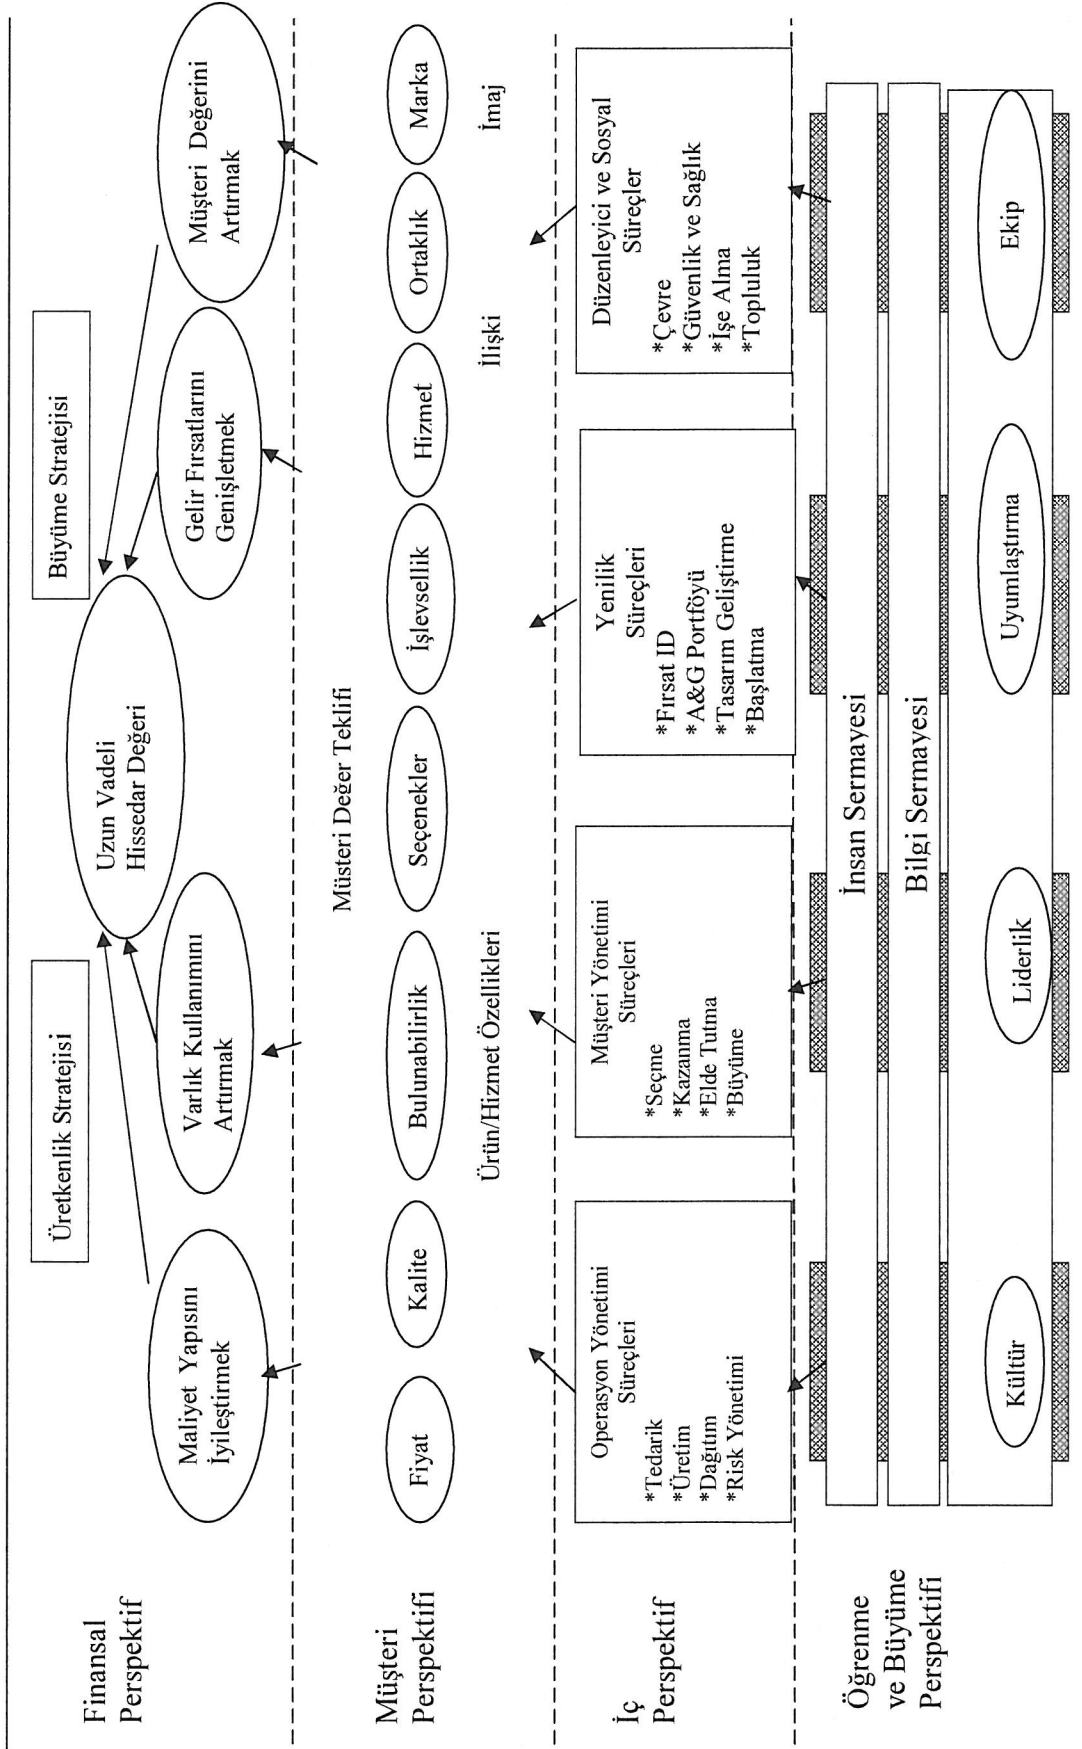 Finansal
Perspektif
Üretkenlik Stratejisi
Büyüme Stratejisi
Uzun Vadeli
Hissedar Değeri
Maliyet Yapısını
İyileştirmek
Varlık Kullanımını
Artırmak
Gelir Fırsatlarını
Genişletmek
Müşteri Değerini
Artırmak
Müşteri
Perspektifi
Müsteri Değer Teklifi
Fiyat
Kalite
Bulunabilirlik
Seçenekler
İşlevsellik
Hizmet
Ortaklık
Marka
Ürün/Hizmet Özellikleri
İlişki
İmaj
İç
Perspektif
Operasyon Yönetimi
Süreçleri
*Tedarik
*Üretim
*Dağıtım
*Risk Yönetimi
Müşteri Yönetimi
Süreçleri
*Seçme
*Kazanma
*Elde Tutma
*Büyüme
Yenilik
Süreçleri
*Fırsat ID
*A&G Portföyü
*Tasarım Geliştirme
*Başlatma
Düzenleyici ve Sosyal
Süreçler
*Çevre
*Güvenlik ve Sağlık
*İşe Alma
*Topluluk
Öğrenme
ve Büyüme
Perspektifi
İnsan Sermayesi
Bilgi Sermayesi
Kültür
Liderlik
Uyumlaştırma
Ekip